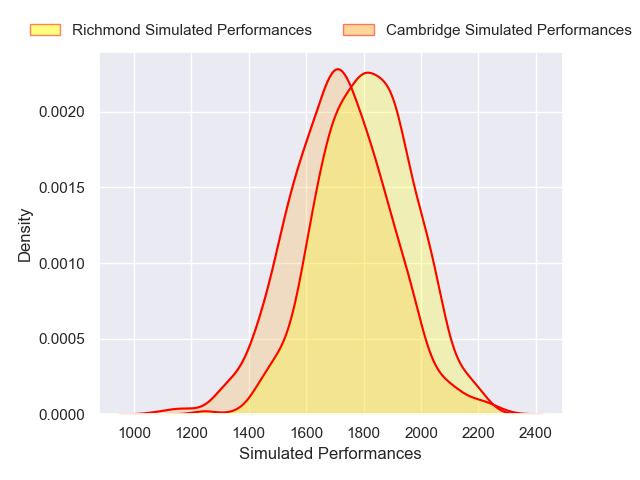 Richmond Simulated Performances Cambridge Simulated Performances
0.0020
0.0015
0.0010
0.0005
0.0000
Density
1000 1200 1400 1600 1800 2000 2200 2400
Simulated Performances